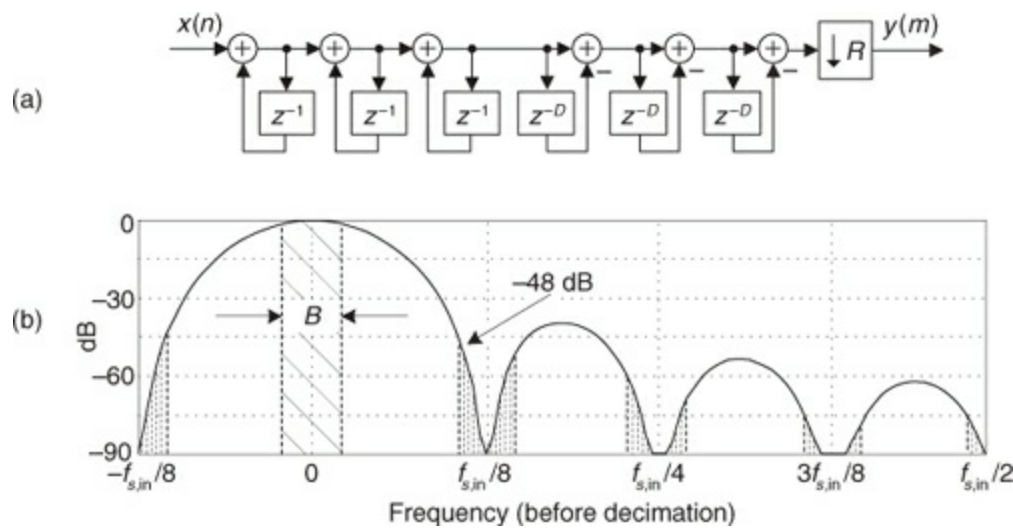 x(n) + + + + – + – + – ↓ R y(m)
(a) z⁻¹ z⁻¹ z⁻¹ z⁻ᴰ z⁻ᴰ z⁻ᴰ
0
–48 dB
–30
(b) dB B
–60
–90
–fs,in/8 0 fs,in/8 fs,in/4 3fs,in/8 fs,in/2
Frequency (before decimation)